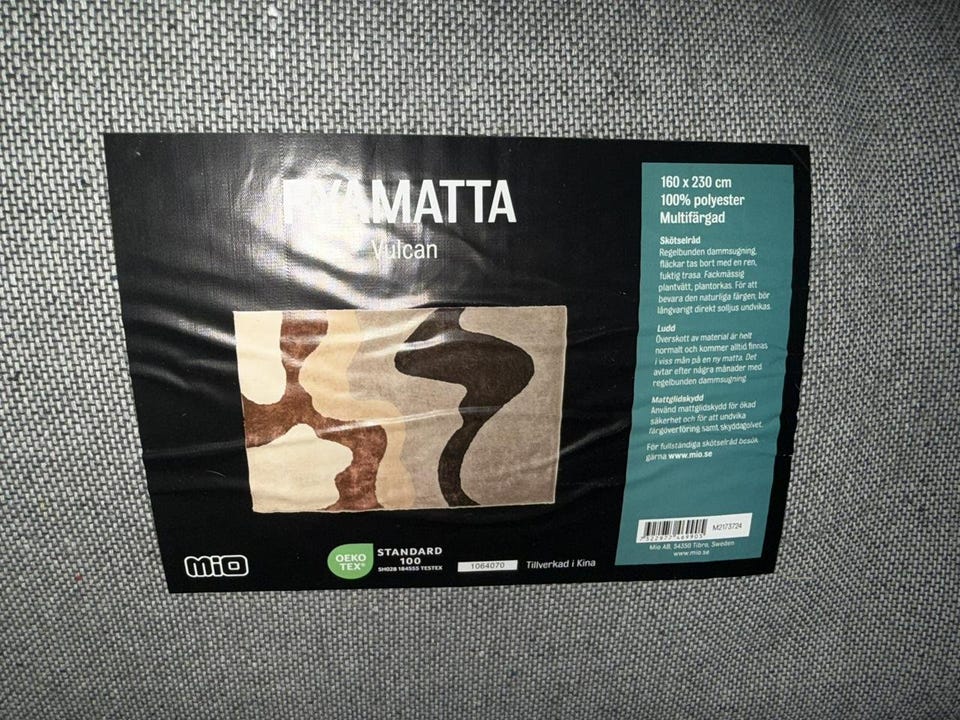 RYAMATTA
Vulcan
160 x 230 cm
100% polyester
Multifärgad
Skötselråd
Regelbunden dammsugning,
fläckar tas bort med en ren,
fuktig trasa. Fackmässig
plantvätt, plantorkas. För att
bevara den naturliga färgen, bör
långvarigt direkt solljus undvikas.
Ludd
Överskott av material är helt
normalt och kommer alltid finnas
i viss mån på en ny matta. Det
avtar efter några månader med
regelbunden dammsugning.
Mattglidskydd
Använd mattglidskydd för ökad
säkerhet och för att undvika
färgöverföring samt skydda golvet.
För fullständiga skötselråd besök
gärna www.mio.se
M2173724
Mio AB, 54350 Tibro, Sweden
www.mio.se
MiO
OEKO
TEX®
STANDARD
100
SH028 184555 TESTEX
1064070
Tillverkad i Kina